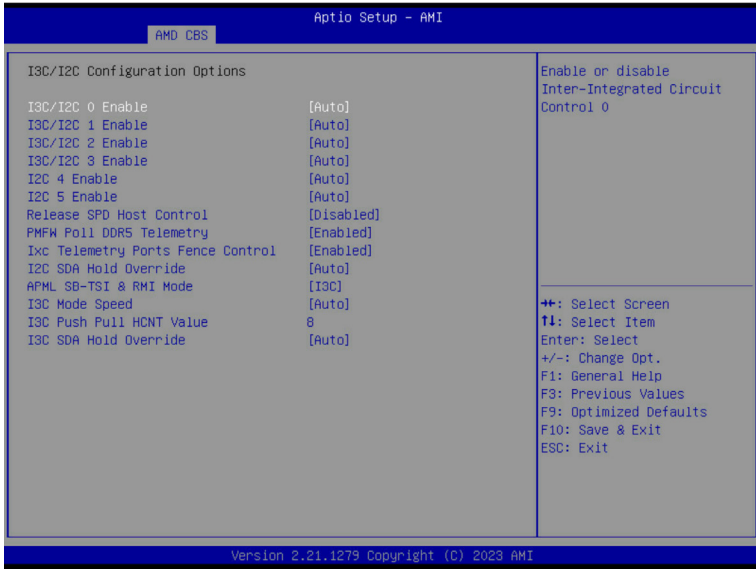 Aptio Setup – AMI
AMD CBS
I3C/I2C Configuration Options
I3C/I2C 0 Enable [Auto]
I3C/I2C 1 Enable [Auto]
I3C/I2C 2 Enable [Auto]
I3C/I2C 3 Enable [Auto]
I2C 4 Enable [Auto]
I2C 5 Enable [Auto]
Release SPD Host Control [Disabled]
PMFW Poll DDR5 Telemetry [Enabled]
Ixc Telemetry Ports Fence Control [Enabled]
I2C SDA Hold Override [Auto]
APML SB-TSI & RMI Mode [I3C]
I3C Mode Speed [Auto]
I3C Push Pull HCNT Value 8
I3C SDA Hold Override [Auto]
Enable or disable
Inter-Integrated Circuit
Control 0
→←: Select Screen
↑↓: Select Item
Enter: Select
+/-: Change Opt.
F1: General Help
F3: Previous Values
F9: Optimized Defaults
F10: Save & Exit
ESC: Exit
Version 2.21.1279 Copyright (C) 2023 AMI